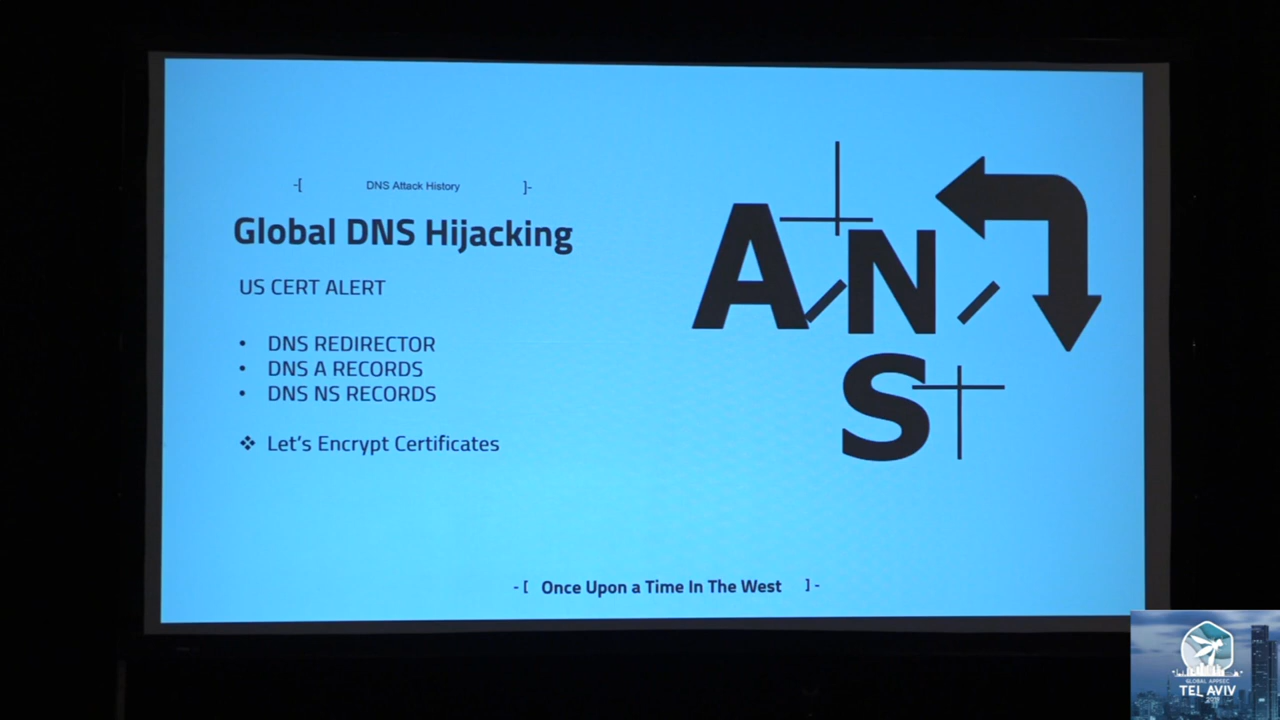 -[ DNS Attack History ]-
Global DNS Hijacking
US CERT ALERT
• DNS REDIRECTOR
• DNS A RECORDS
• DNS NS RECORDS
❖ Let's Encrypt Certificates
A N
S
-[ Once Upon a Time In The West ]-
GLOBAL APPSEC
TEL AVIV
2019